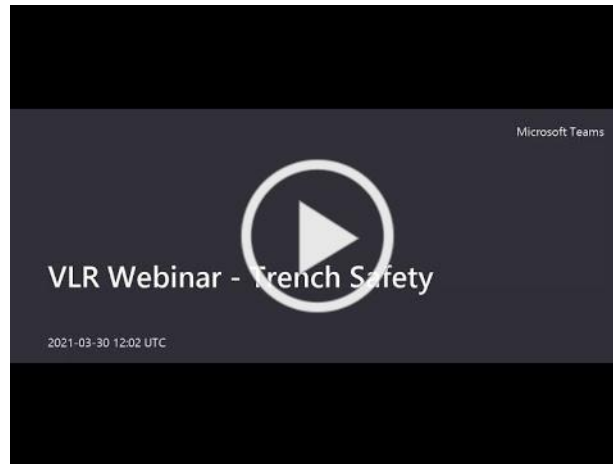 Microsoft Teams
VLR Webinar - Trench Safety
2021-03-30 12:02 UTC